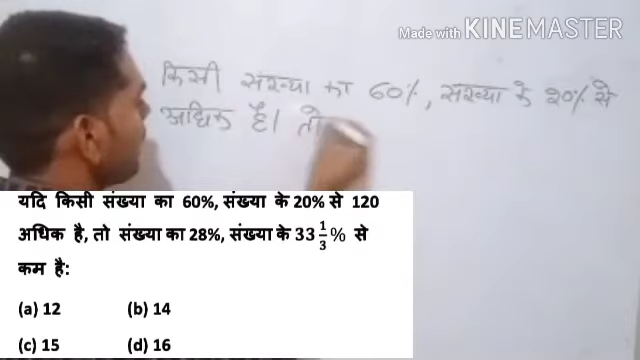 Made with KINEMASTER
किसी संख्या का 60%, संख्या के 20% से
अधिक है। तो
यदि किसी संख्या का 60%, संख्या के 20% से 120
अधिक है, तो संख्या का 28%, संख्या के 33 1/3 % से
कम है:
(a) 12 (b) 14
(c) 15 (d) 16